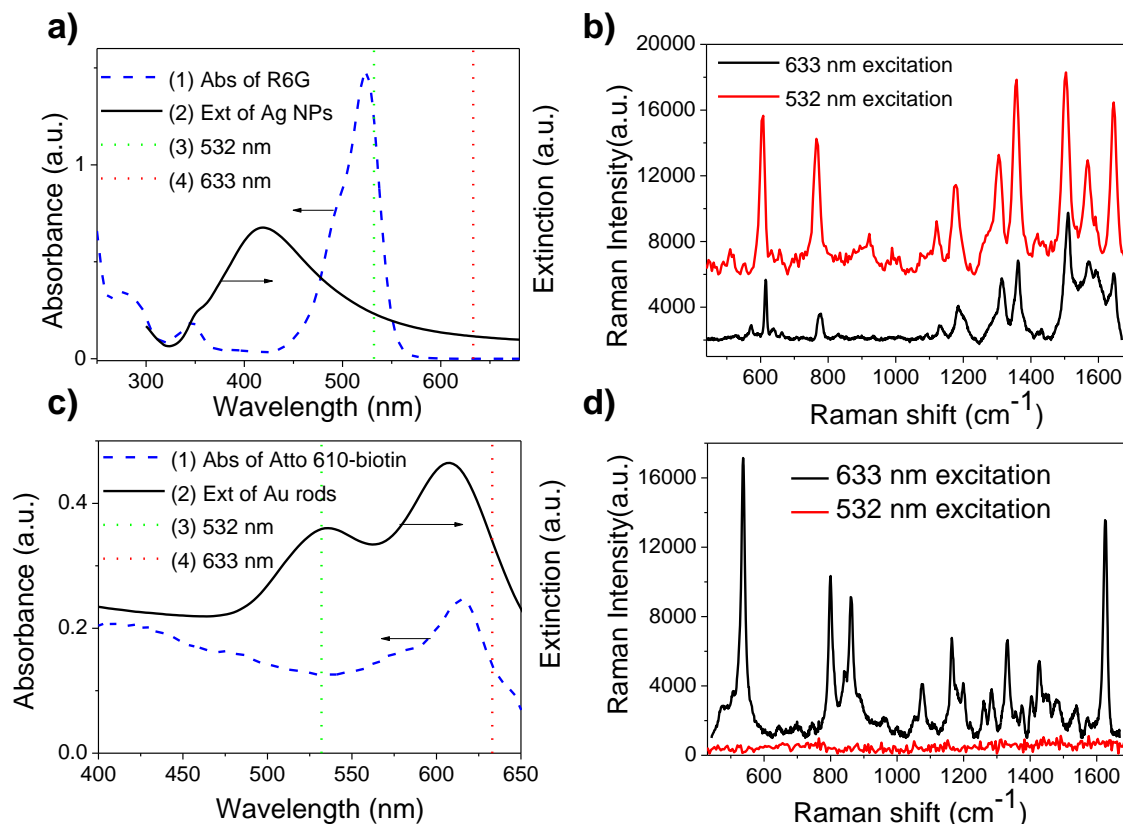 a)
(1) Abs of R6G
(2) Ext of Ag NPs
(3) 532 nm
(4) 633 nm
1
0
Absorbance (a.u.)
Extinction (a.u.)
300 400 500 600
Wavelength (nm)
b)
633 nm excitation
532 nm excitation
20000
16000
12000
8000
4000
Raman Intensity(a.u.)
600 800 1000 1200 1400 1600
Raman shift (cm⁻¹)
c)
(1) Abs of Atto 610-biotin
(2) Ext of Au rods
(3) 532 nm
(4) 633 nm
0.4
0.2
0.0
Absorbance (a.u.)
Extinction (a.u.)
400 450 500 550 600 650
Wavelength (nm)
d)
633 nm excitation
532 nm excitation
16000
12000
8000
4000
0
Raman Intensity(a.u.)
600 800 1000 1200 1400 1600
Raman shift (cm⁻¹)